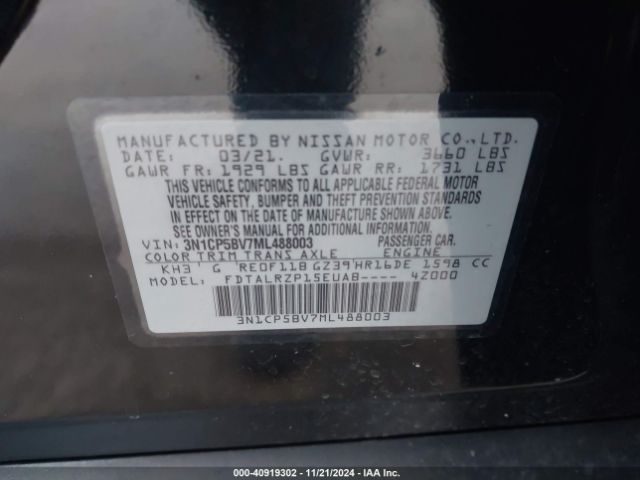 MANUFACTURED BY NISSAN MOTOR CO., LTD.
DATE: 03/21. GVWR: 3660 LBS
GAWR FR: 1929 LBS GAWR RR: 1731 LBS
THIS VEHICLE CONFORMS TO ALL APPLICABLE FEDERAL MOTOR
VEHICLE SAFETY, BUMPER, AND THEFT PREVENTION STANDARDS
IN EFFECT ON THE DATE OF MANUFACTURE SHOWN ABOVE.
SEE OWNER'S MANUAL FOR ADDITIONAL INFORMATION.
VIN: 3N1CP5BV7ML488003 PASSENGER CAR.
COLOR TRIM TRANS AXLE ENGINE
KH3 G RE0F11B GZ39 HR16DE 1598 CC
MODEL: FDTALRZP15EUAB---- 42000
3N1CP5BV7ML488003
000-40919302 - 11/21/2024 - IAA Inc.